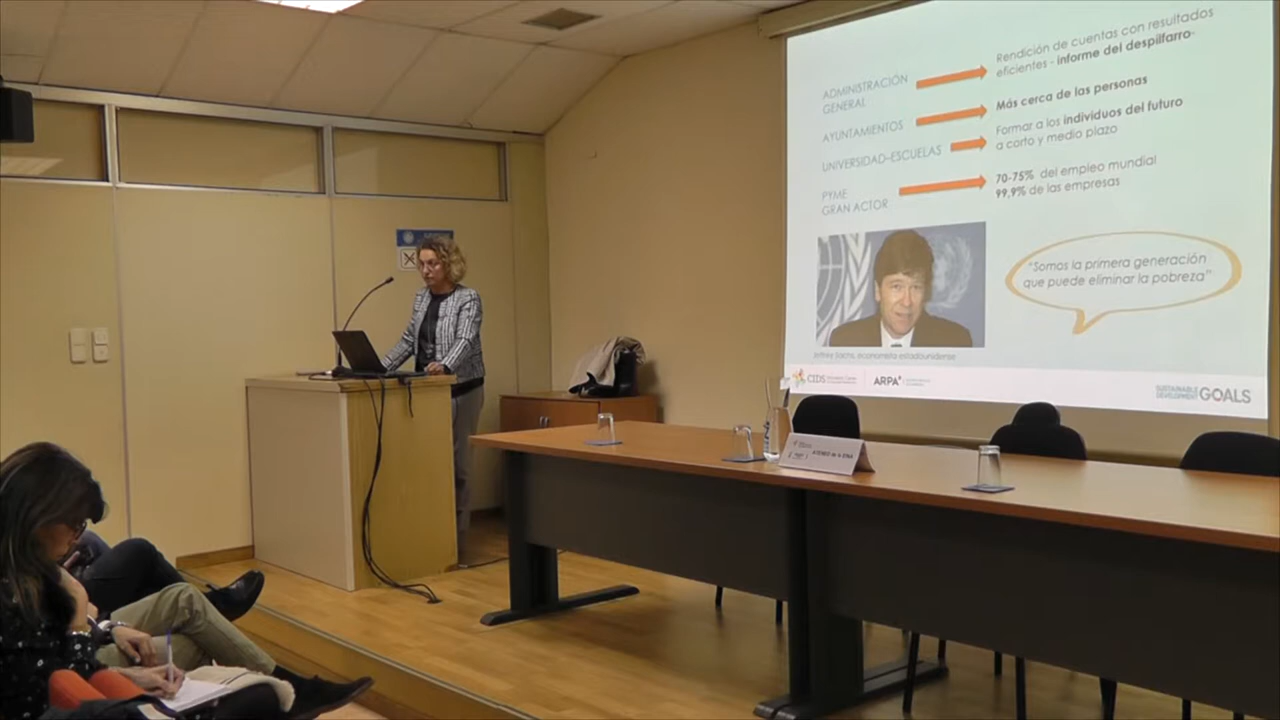 Rendición de cuentas con resultados
eficientes - informe del despilfarro-
ADMINISTRACIÓN
GENERAL
Más cerca de las personas
AYUNTAMIENTOS
Formar a los individuos del futuro
a corto y medio plazo
UNIVERSIDAD-ESCUELAS
70-75% del empleo mundial
99,9% de las empresas
PYME
GRAN ACTOR
"Somos la primera generación
que puede eliminar la pobreza"
Jeffrey Sachs, economista estadounidense
CIDS
ARPA
SUSTAINABLE
DEVELOPMENT
GOALS
ATENEO de la